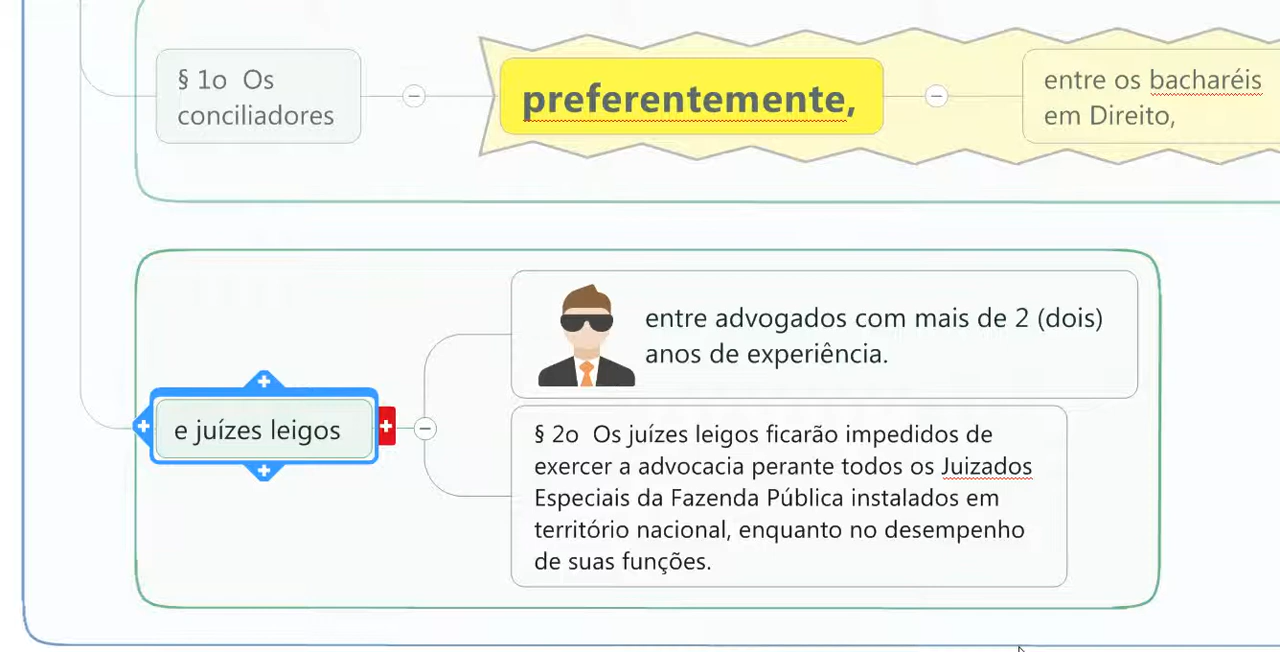 § 1o  Os
conciliadores
preferentemente,
entre os bacharéis
em Direito,
e juízes leigos
entre advogados com mais de 2 (dois)
anos de experiência.
§ 2o  Os juízes leigos ficarão impedidos de
exercer a advocacia perante todos os Juizados
Especiais da Fazenda Pública instalados em
território nacional, enquanto no desempenho
de suas funções.